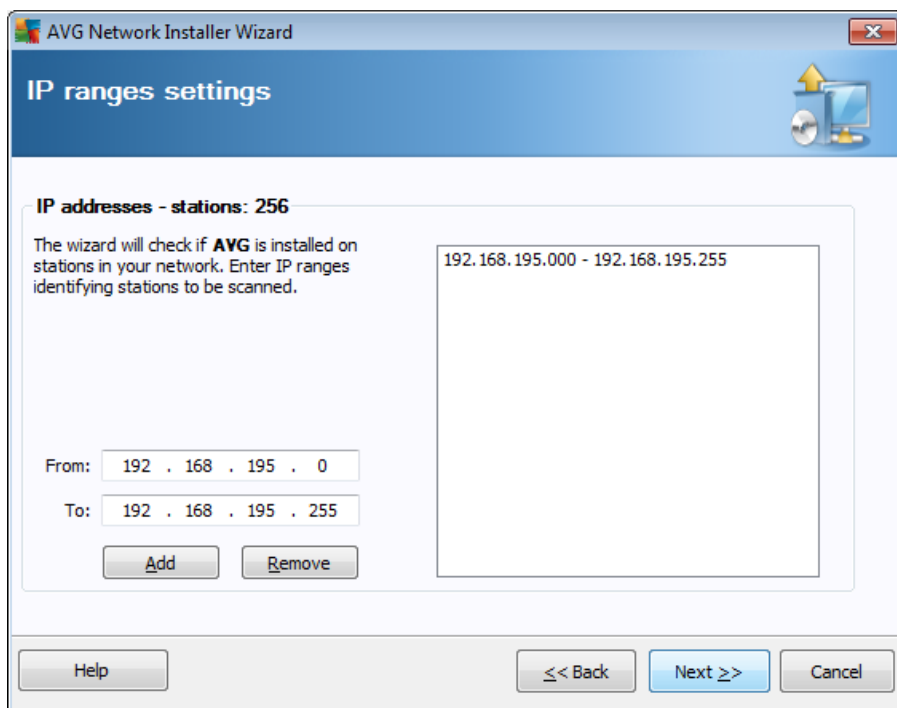 AVG Network Installer Wizard
IP ranges settings
IP addresses - stations: 256
The wizard will check if AVG is installed on
stations in your network. Enter IP ranges
identifying stations to be scanned.
192.168.195.000 - 192.168.195.255
From: 192 . 168 . 195 . 0
To: 192 . 168 . 195 . 255
Add Remove
Help << Back Next >> Cancel